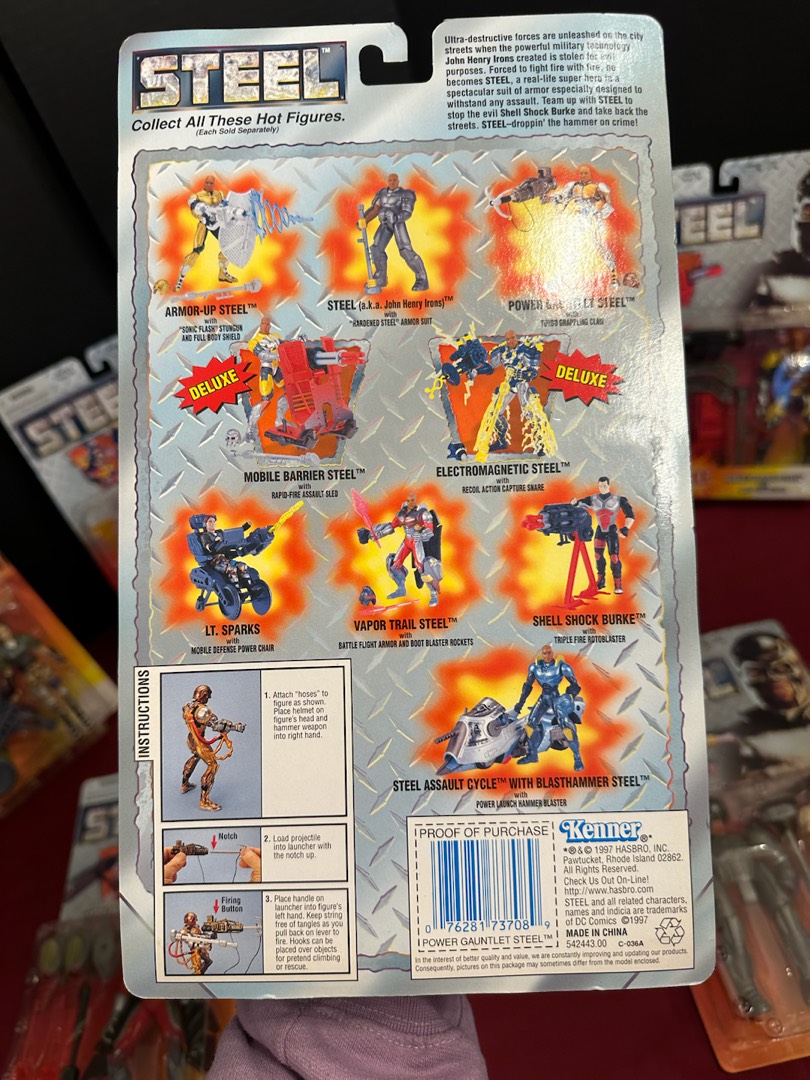 STEEL™
Collect All These Hot Figures.
(Each Sold Separately)
Ultra-destructive forces are unleashed on the city
streets when the powerful military technology
John Henry Irons created is stolen for evil
purposes. Forced to fight fire with fire, he
becomes STEEL, a real-life super hero in a
spectacular suit of armor especially designed to
withstand any assault. Team up with STEEL to
stop the evil Shell Shock Burke and take back the
streets. STEEL–droppin' the hammer on crime!
ARMOR-UP STEEL™
with
"SONIC FLASH" STUNGUN
AND FULL BODY SHIELD
STEEL (a.k.a. John Henry Irons)™
with
"HARDENED STEEL" ARMOR SUIT
POWER GAUNTLET STEEL™
with
TURBO GRAPPLING CLAW
DELUXE
MOBILE BARRIER STEEL™
with
RAPID-FIRE ASSAULT SLED
DELUXE
ELECTROMAGNETIC STEEL™
with
RECOIL ACTION CAPTURE SNARE
LT. SPARKS
with
MOBILE DEFENSE POWER CHAIR
VAPOR TRAIL STEEL™
with
BATTLE FLIGHT ARMOR AND BOOT BLASTER ROCKETS
SHELL SHOCK BURKE™
with
TRIPLE FIRE ROTOBLASTER
STEEL ASSAULT CYCLE™ WITH BLASTHAMMER STEEL™
with
POWER LAUNCH HAMMER BLASTER
INSTRUCTIONS
1. Attach "hoses" to
figure as shown.
Place helmet on
figure's head and
hammer weapon
into right hand.
Notch
2. Load projectile
into launcher with
the notch up.
Firing
Button
3. Place handle on
launcher into figure's
left hand. Keep string
free of tangles as you
pull back on lever to
fire. Hooks can be
placed over objects
for pretend climbing
or rescue.
PROOF OF PURCHASE
0 76281 73708 9
POWER GAUNTLET STEEL™
Kenner®
*®&© 1997 HASBRO, INC.
Pawtucket, Rhode Island 02862.
All Rights Reserved.
Check Us Out On-Line!
http://www.hasbro.com
STEEL and all related characters,
names and indicia are trademarks
of DC Comics ©1997
MADE IN CHINA
542443.00 C-036A
In the interest of better quality and value, we are constantly improving and updating our products.
Consequently, pictures on this package may sometimes differ from the model enclosed.
STEEL
STEEL